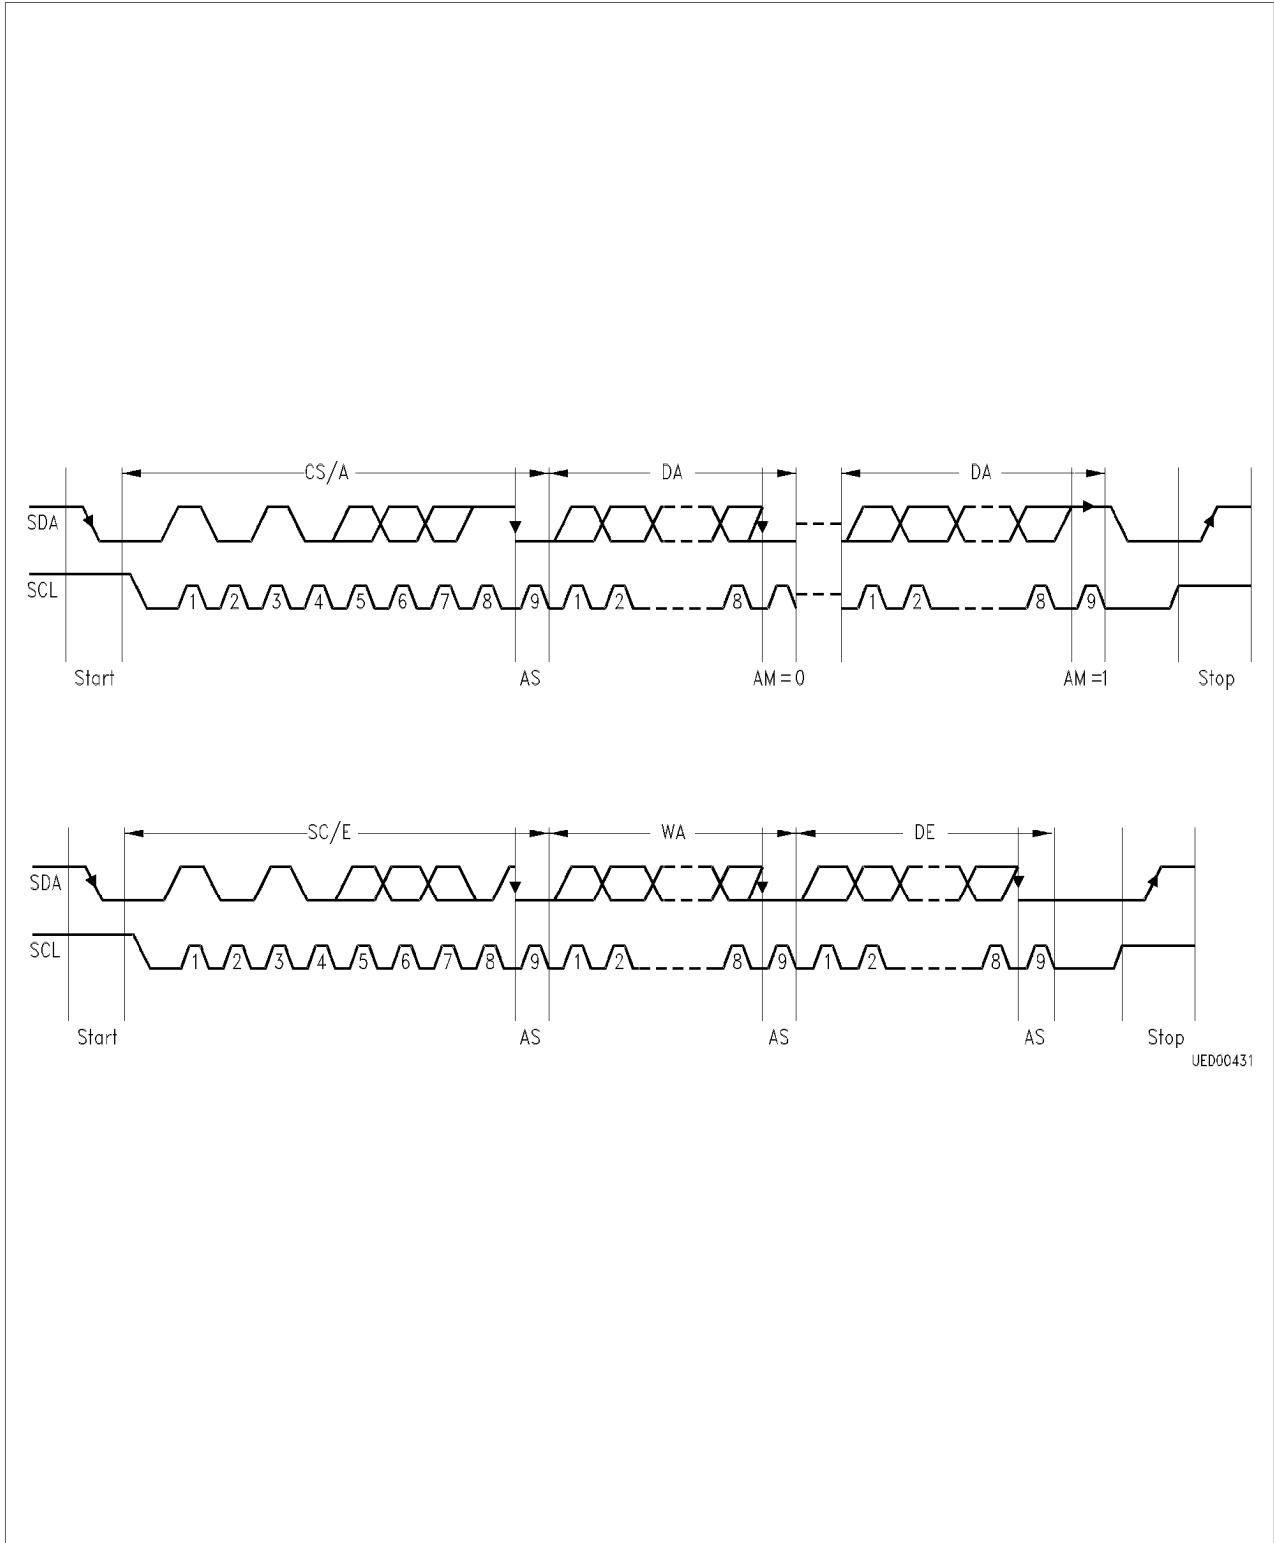 CS/A DA DA
SDA
SCL
1 2 3 4 5 6 7 8 9 1 2 8 1 2 8 9
Start AS AM=0 AM=1 Stop
SC/E WA DE
SDA
SCL
1 2 3 4 5 6 7 8 9 1 2 8 9 1 2 8 9
Start AS AS AS Stop
UED00431